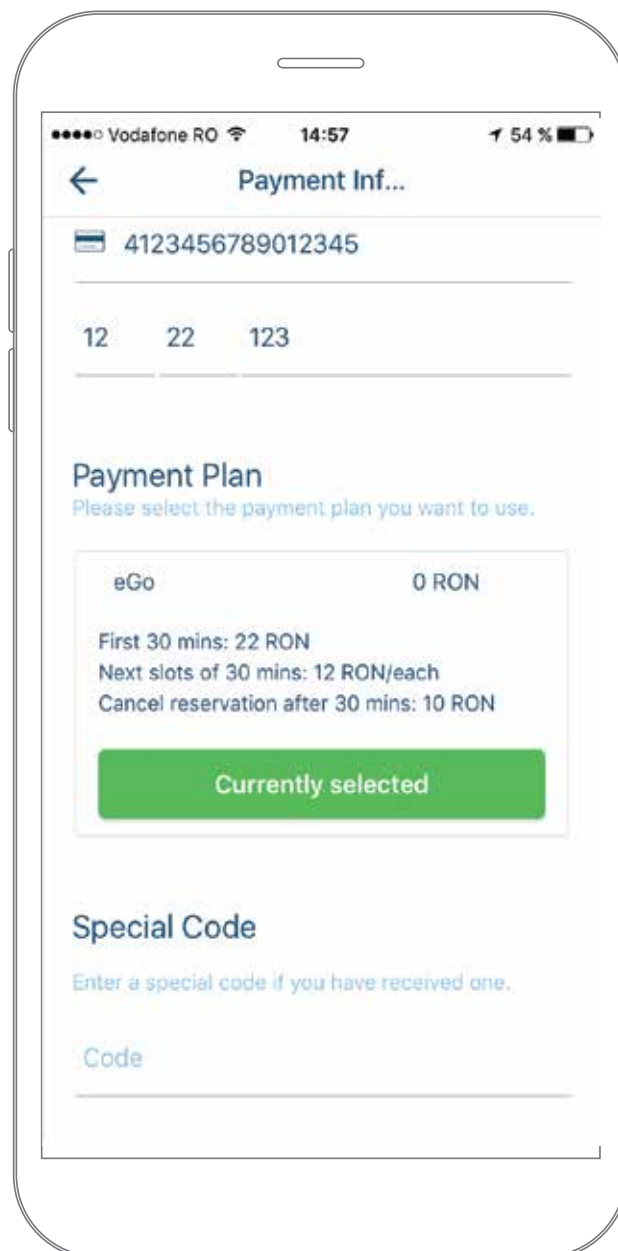 Vodafone RO 14:57 54 %
Payment Inf...
4123456789012345
12 22 123
Payment Plan
Please select the payment plan you want to use.
eGo 0 RON
First 30 mins: 22 RON
Next slots of 30 mins: 12 RON/each
Cancel reservation after 30 mins: 10 RON
Currently selected
Special Code
Enter a special code if you have received one.
Code